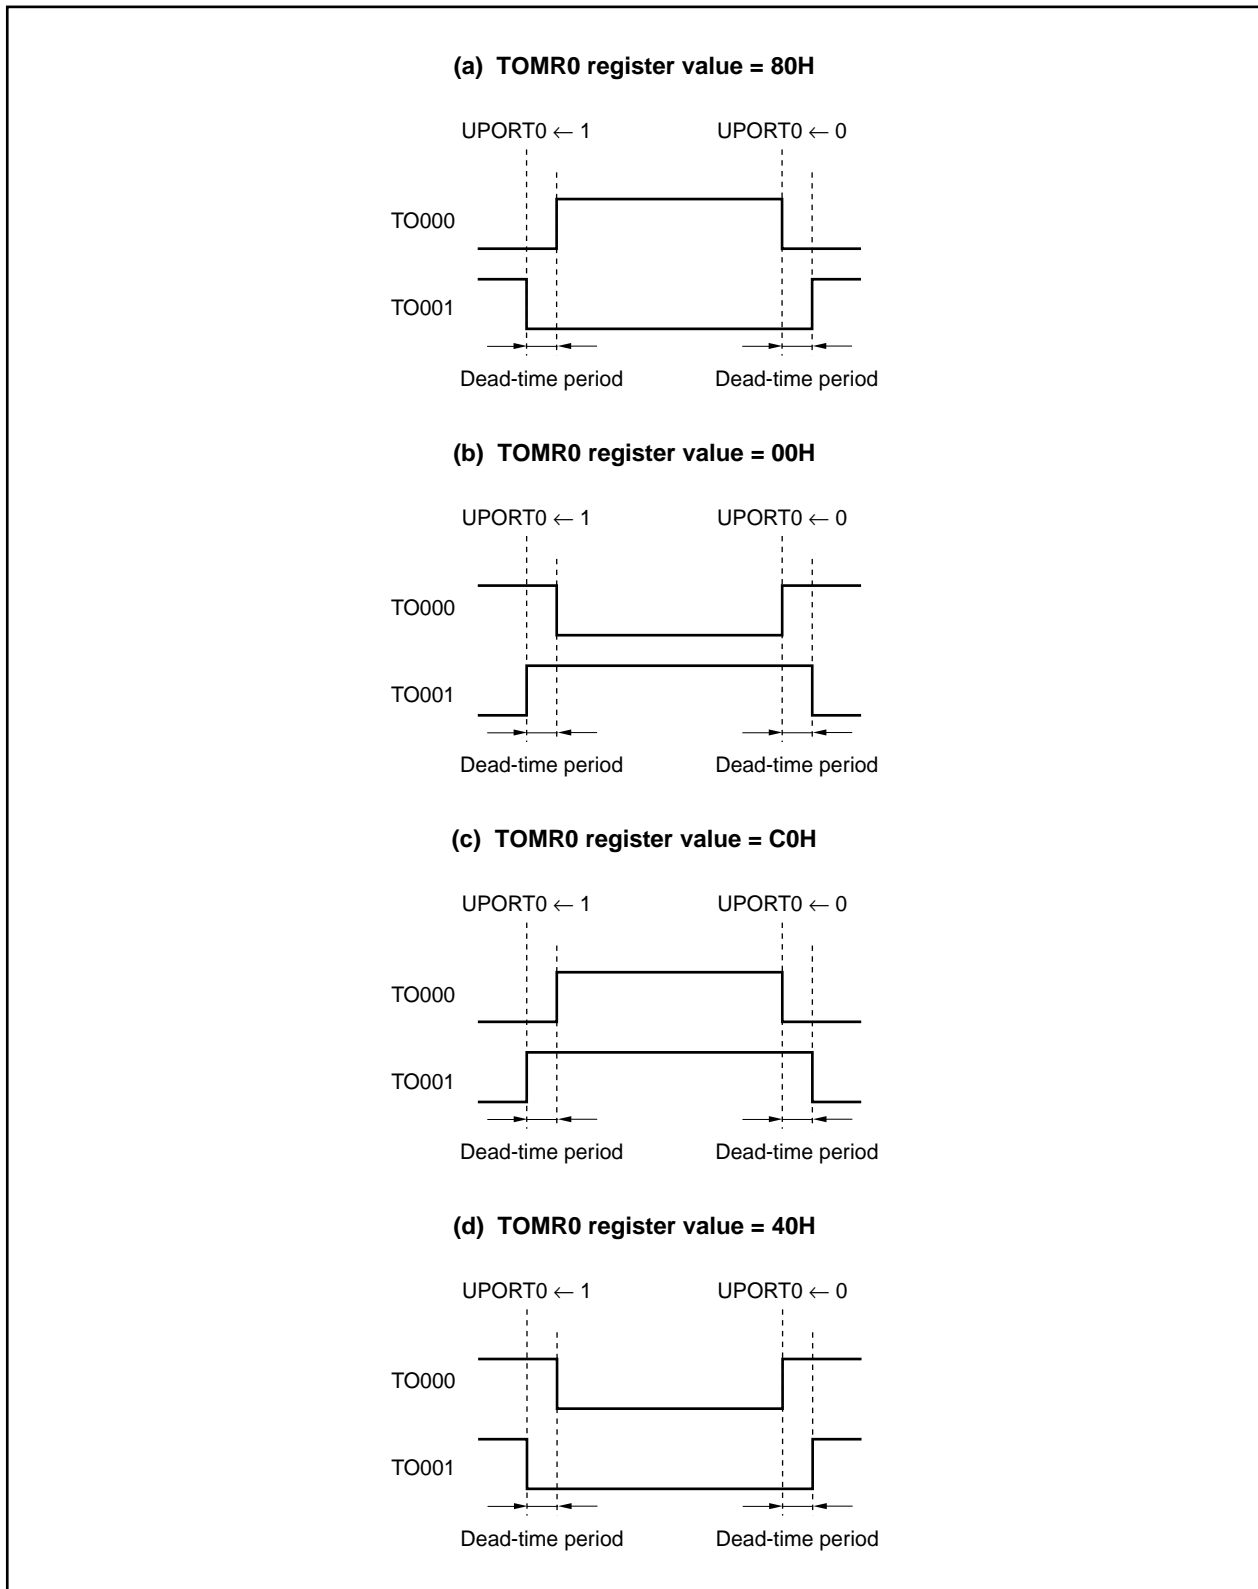 (a) TOMR0 register value = 80H
UPORT0 ← 1 UPORT0 ← 0
TO000
TO001
Dead-time period Dead-time period
(b) TOMR0 register value = 00H
UPORT0 ← 1 UPORT0 ← 0
TO000
TO001
Dead-time period Dead-time period
(c) TOMR0 register value = C0H
UPORT0 ← 1 UPORT0 ← 0
TO000
TO001
Dead-time period Dead-time period
(d) TOMR0 register value = 40H
UPORT0 ← 1 UPORT0 ← 0
TO000
TO001
Dead-time period Dead-time period